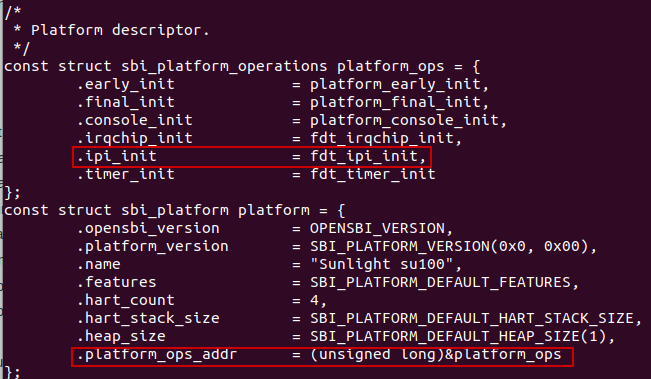 /*
 * Platform descriptor.
 */
const struct sbi_platform_operations platform_ops = {
        .early_init             = platform_early_init,
        .final_init             = platform_final_init,
        .console_init           = platform_console_init,
        .irqchip_init           = fdt_irqchip_init,
        .ipi_init               = fdt_ipi_init,
        .timer_init             = fdt_timer_init
};
const struct sbi_platform platform = {
        .opensbi_version        = OPENSBI_VERSION,
        .platform_version       = SBI_PLATFORM_VERSION(0x0, 0x00),
        .name                   = "Sunlight su100",
        .features               = SBI_PLATFORM_DEFAULT_FEATURES,
        .hart_count             = 4,
        .hart_stack_size        = SBI_PLATFORM_DEFAULT_HART_STACK_SIZE,
        .heap_size              = SBI_PLATFORM_DEFAULT_HEAP_SIZE(1),
        .platform_ops_addr      = (unsigned long)&platform_ops
};